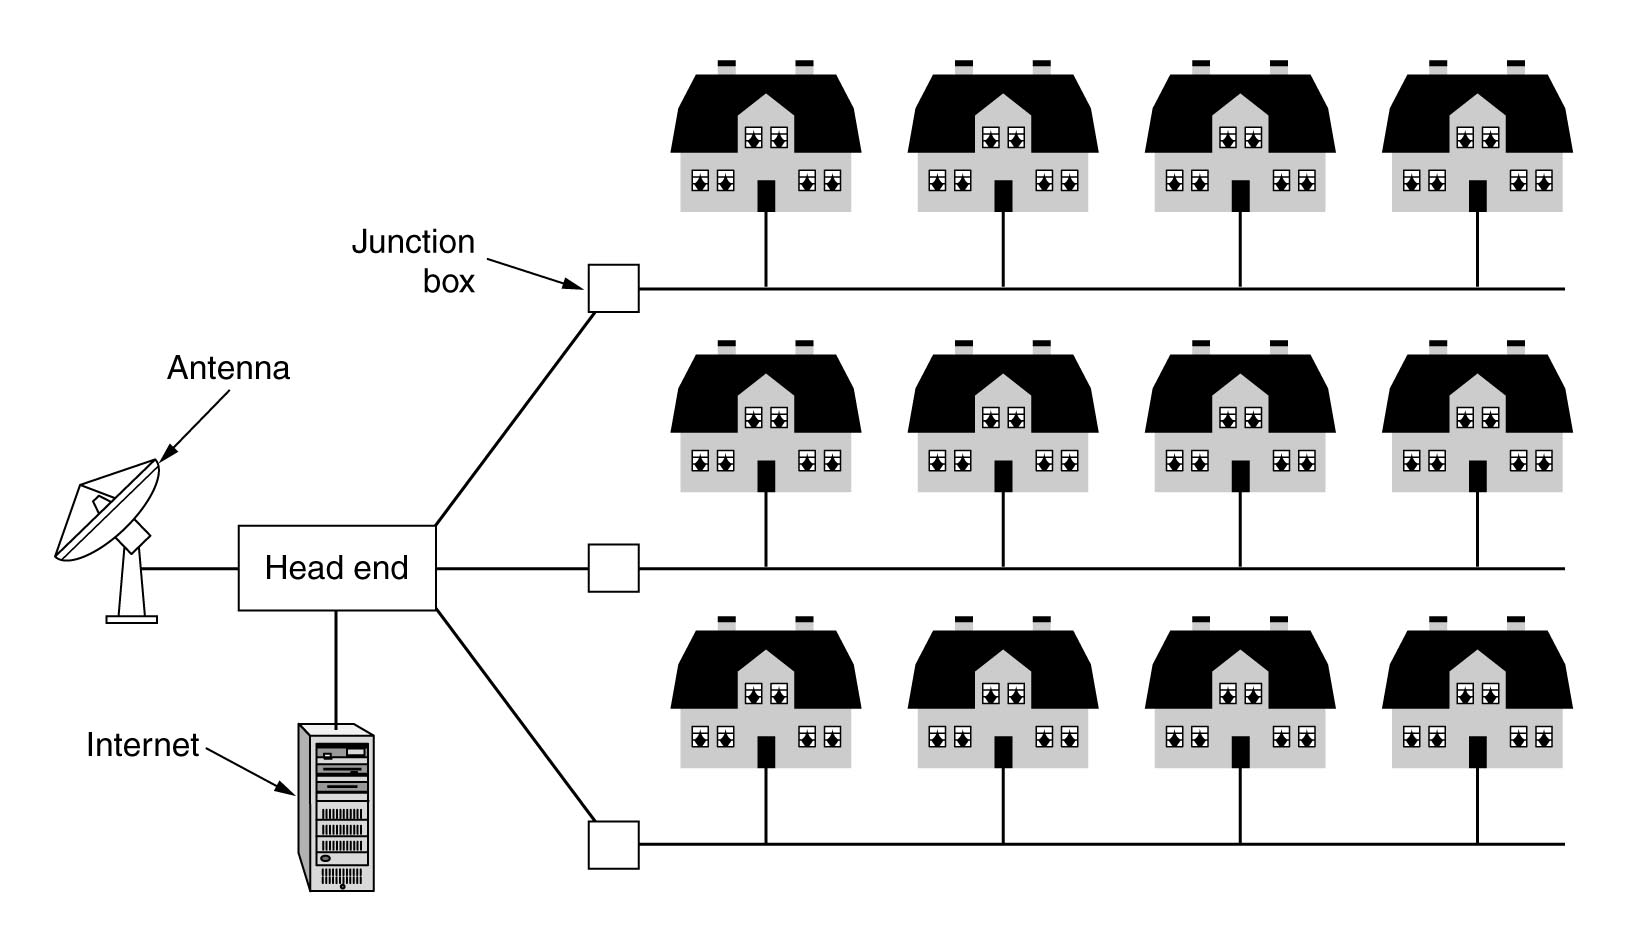 Junction
box
Antenna
Head end
Internet